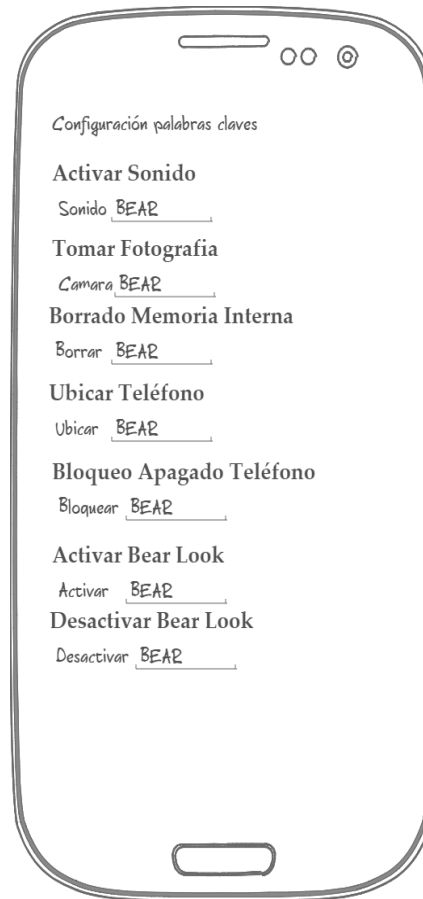 Configuración palabras claves
Activar Sonido
Sonido BEAR
Tomar Fotografia
Camara BEAR
Borrado Memoria Interna
Borrar BEAR
Ubicar Teléfono
Ubicar BEAR
Bloqueo Apagado Teléfono
Bloquear BEAR
Activar Bear Look
Activar BEAR
Desactivar Bear Look
Desactivar BEAR